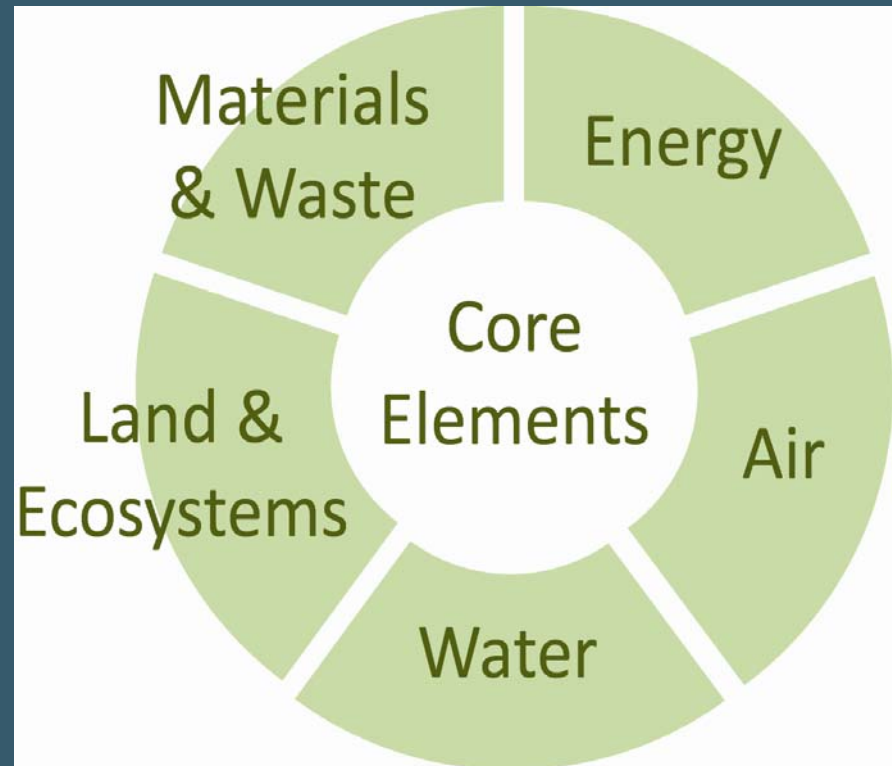 Materials
& Waste
Energy
Core
Elements
Land &
Ecosystems
Air
Water